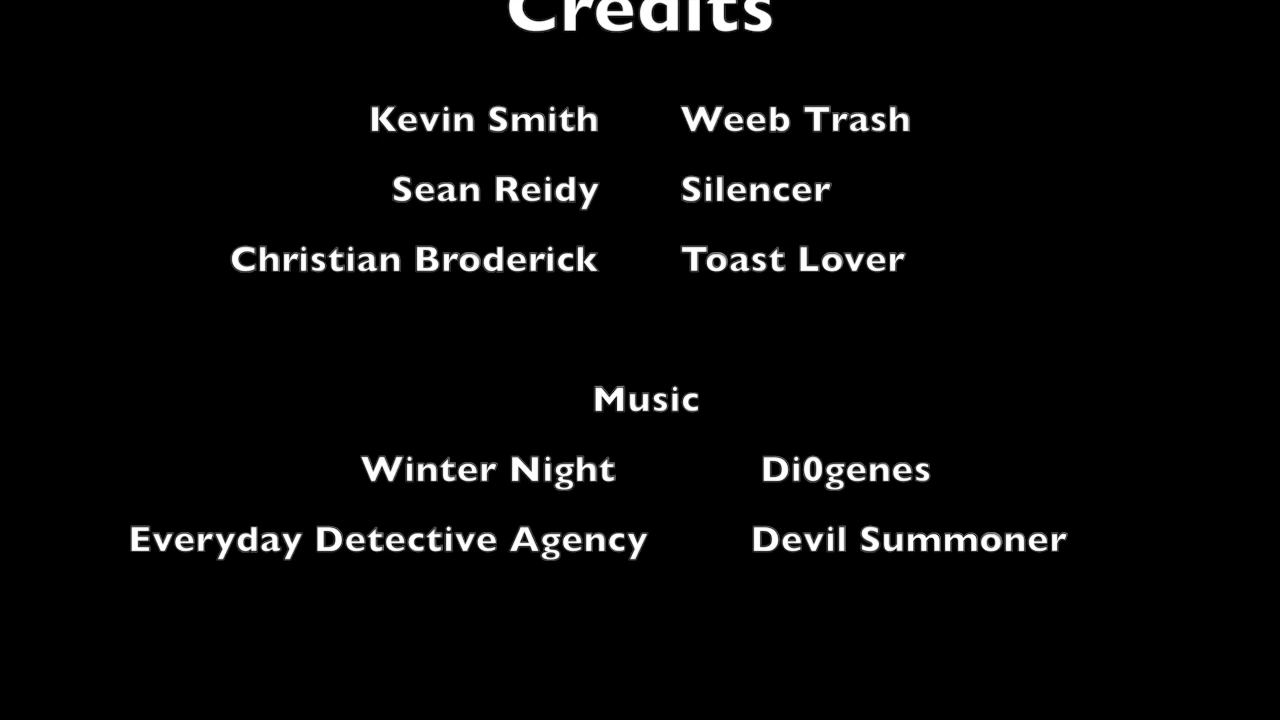 Credits
Kevin Smith Weeb Trash
Sean Reidy Silencer
Christian Broderick Toast Lover
Music
Winter Night Di0genes
Everyday Detective Agency Devil Summoner